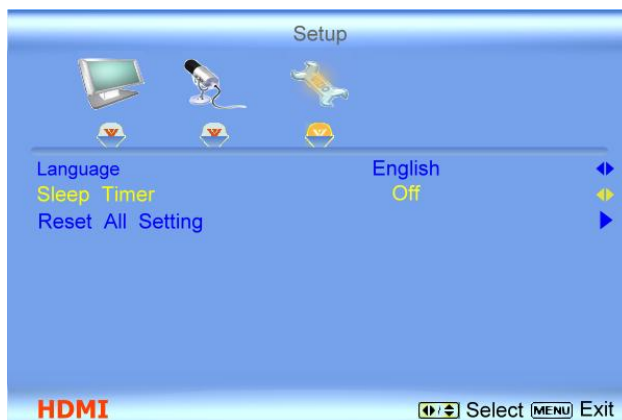 Setup
Language English
Sleep Timer Off
Reset All Setting
HDMI Select MENU Exit